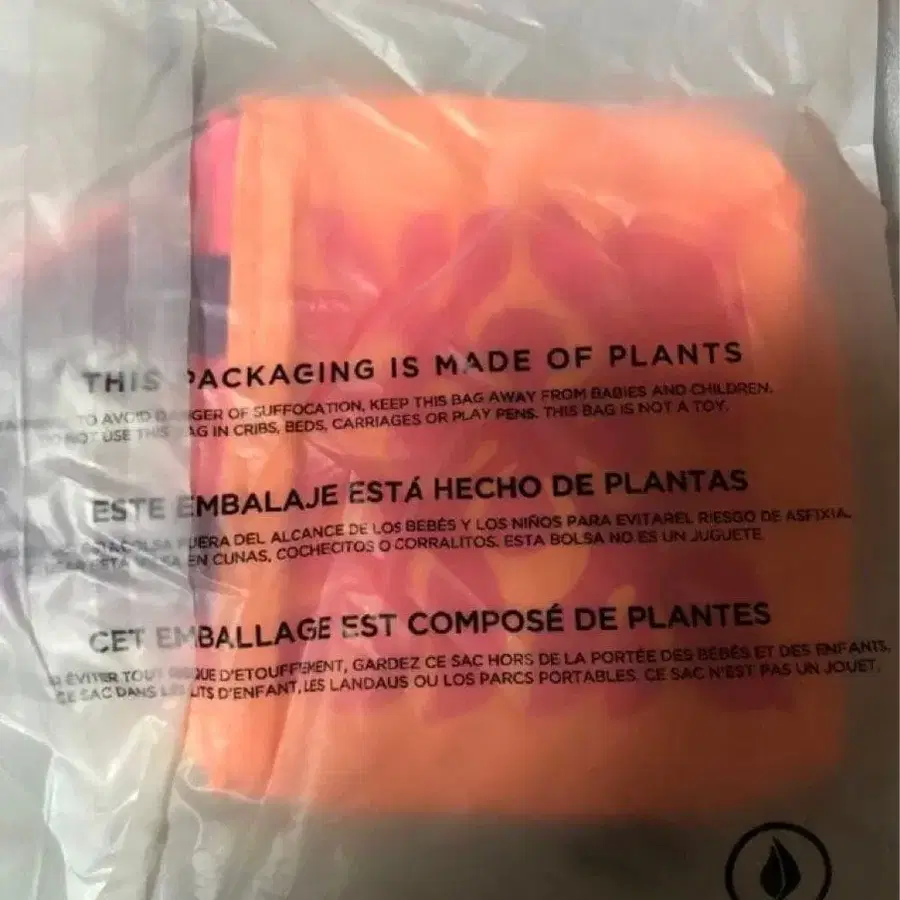 THIS PACKAGING IS MADE OF PLANTS
TO AVOID DANGER OF SUFFOCATION, KEEP THIS BAG AWAY FROM BABIES AND CHILDREN.
DO NOT USE THIS BAG IN CRIBS, BEDS, CARRIAGES OR PLAY PENS. THIS BAG IS NOT A TOY.
ESTE EMBALAJE ESTÁ HECHO DE PLANTAS
FUERA DEL ALCANCE DE LOS BEBÉS Y LOS NIÑOS PARA EVITAREL RIESGO DE ASFIXIA.
EN CUNAS, COCHECITOS O CORRALITOS. ESTA BOLSA NO ES UN JUGUETE.
CET EMBALLAGE EST COMPOSÉ DE PLANTES
ÉVITER TOUT RISQUE D'ETOUFFEMENT, GARDEZ CE SAC HORS DE LA PORTÉE DES BÉBÉS ET DES ENFANTS.
CE SAC DANS LES LITS D'ENFANT, LES LANDAUS OU LOS PARCS PORTABLES. CE SAC N'EST PAS UN JOUET.